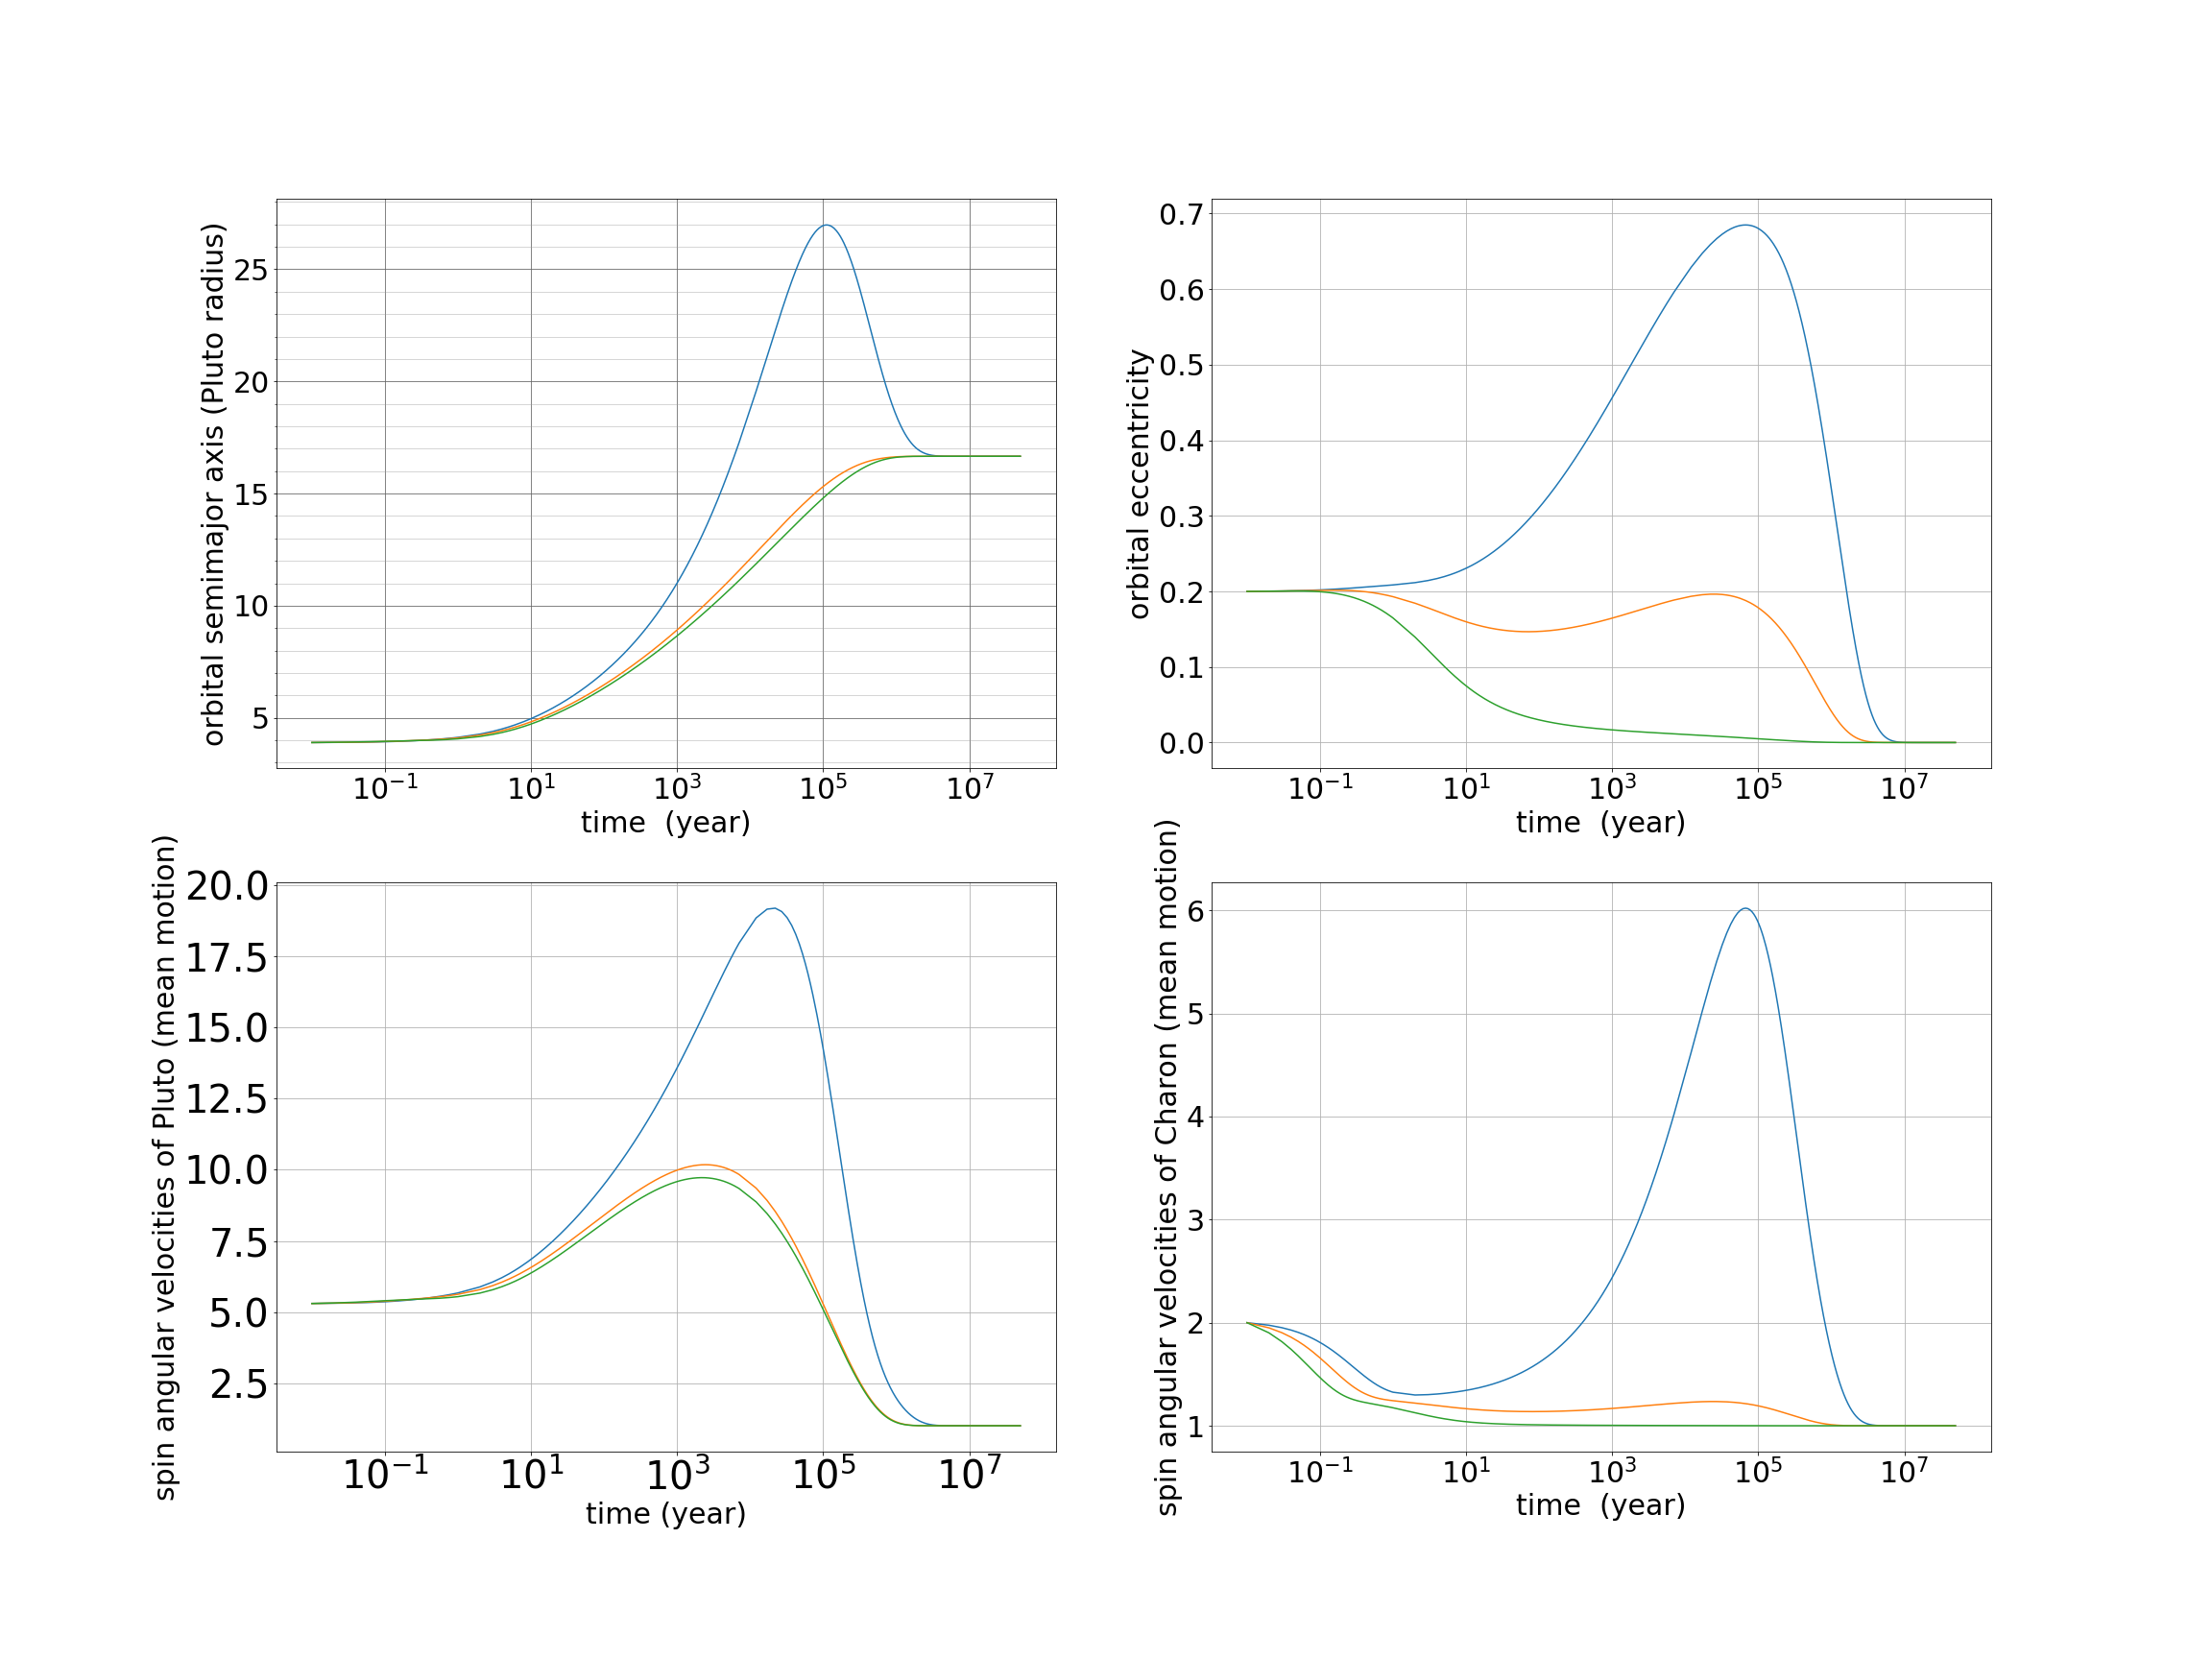 orbital semimajor axis (Pluto radius)
25
20
15
10
5
10⁻¹ 10¹ 10³ 10⁵ 10⁷
time (year)
orbital eccentricity
0.7
0.6
0.5
0.4
0.3
0.2
0.1
0.0
10⁻¹ 10¹ 10³ 10⁵ 10⁷
time (year)
spin angular velocities of Pluto (mean motion)
20.0
17.5
15.0
12.5
10.0
7.5
5.0
2.5
10⁻¹ 10¹ 10³ 10⁵ 10⁷
time (year)
spin angular velocities of Charon (mean motion)
6
5
4
3
2
1
10⁻¹ 10¹ 10³ 10⁵ 10⁷
time (year)